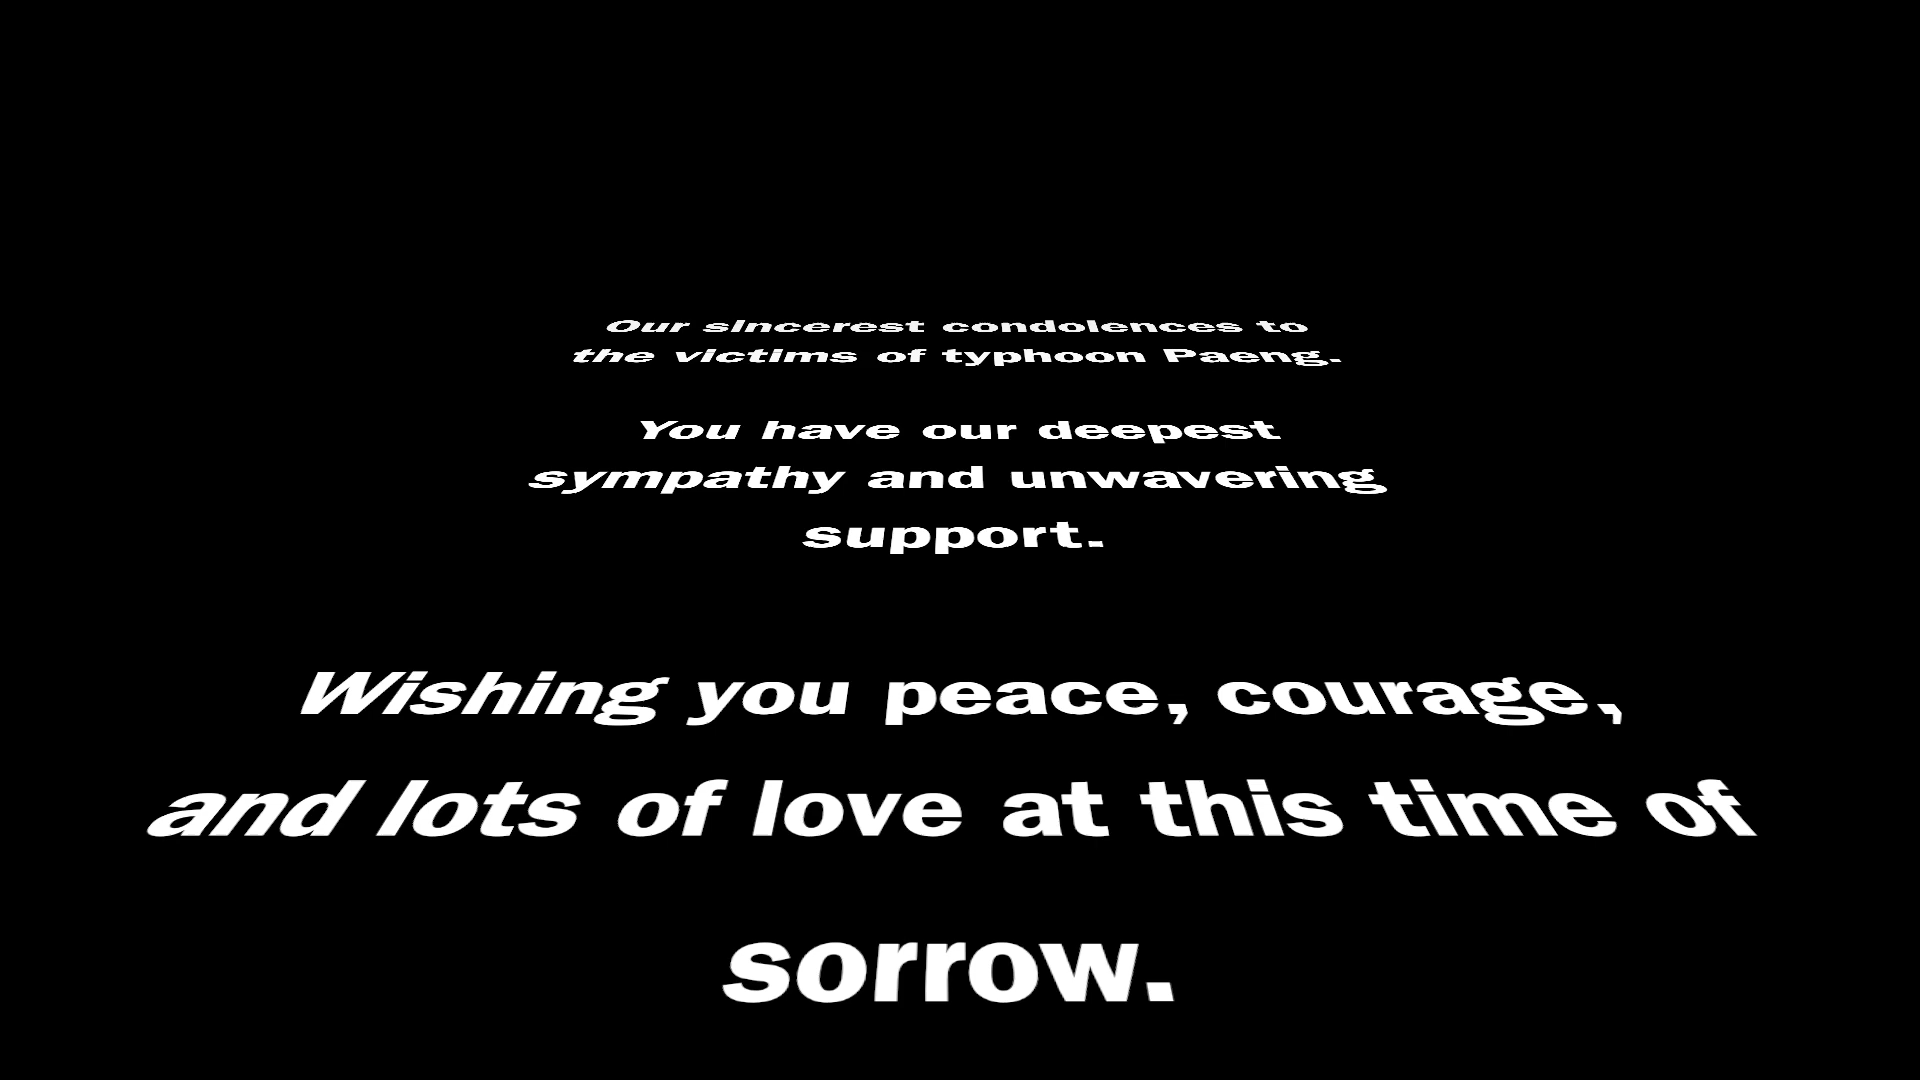 Our sincerest condolences to
the victims of typhoon Paeng.
You have our deepest
sympathy and unwavering
support.
Wishing you peace, courage,
and lots of love at this time of
sorrow.